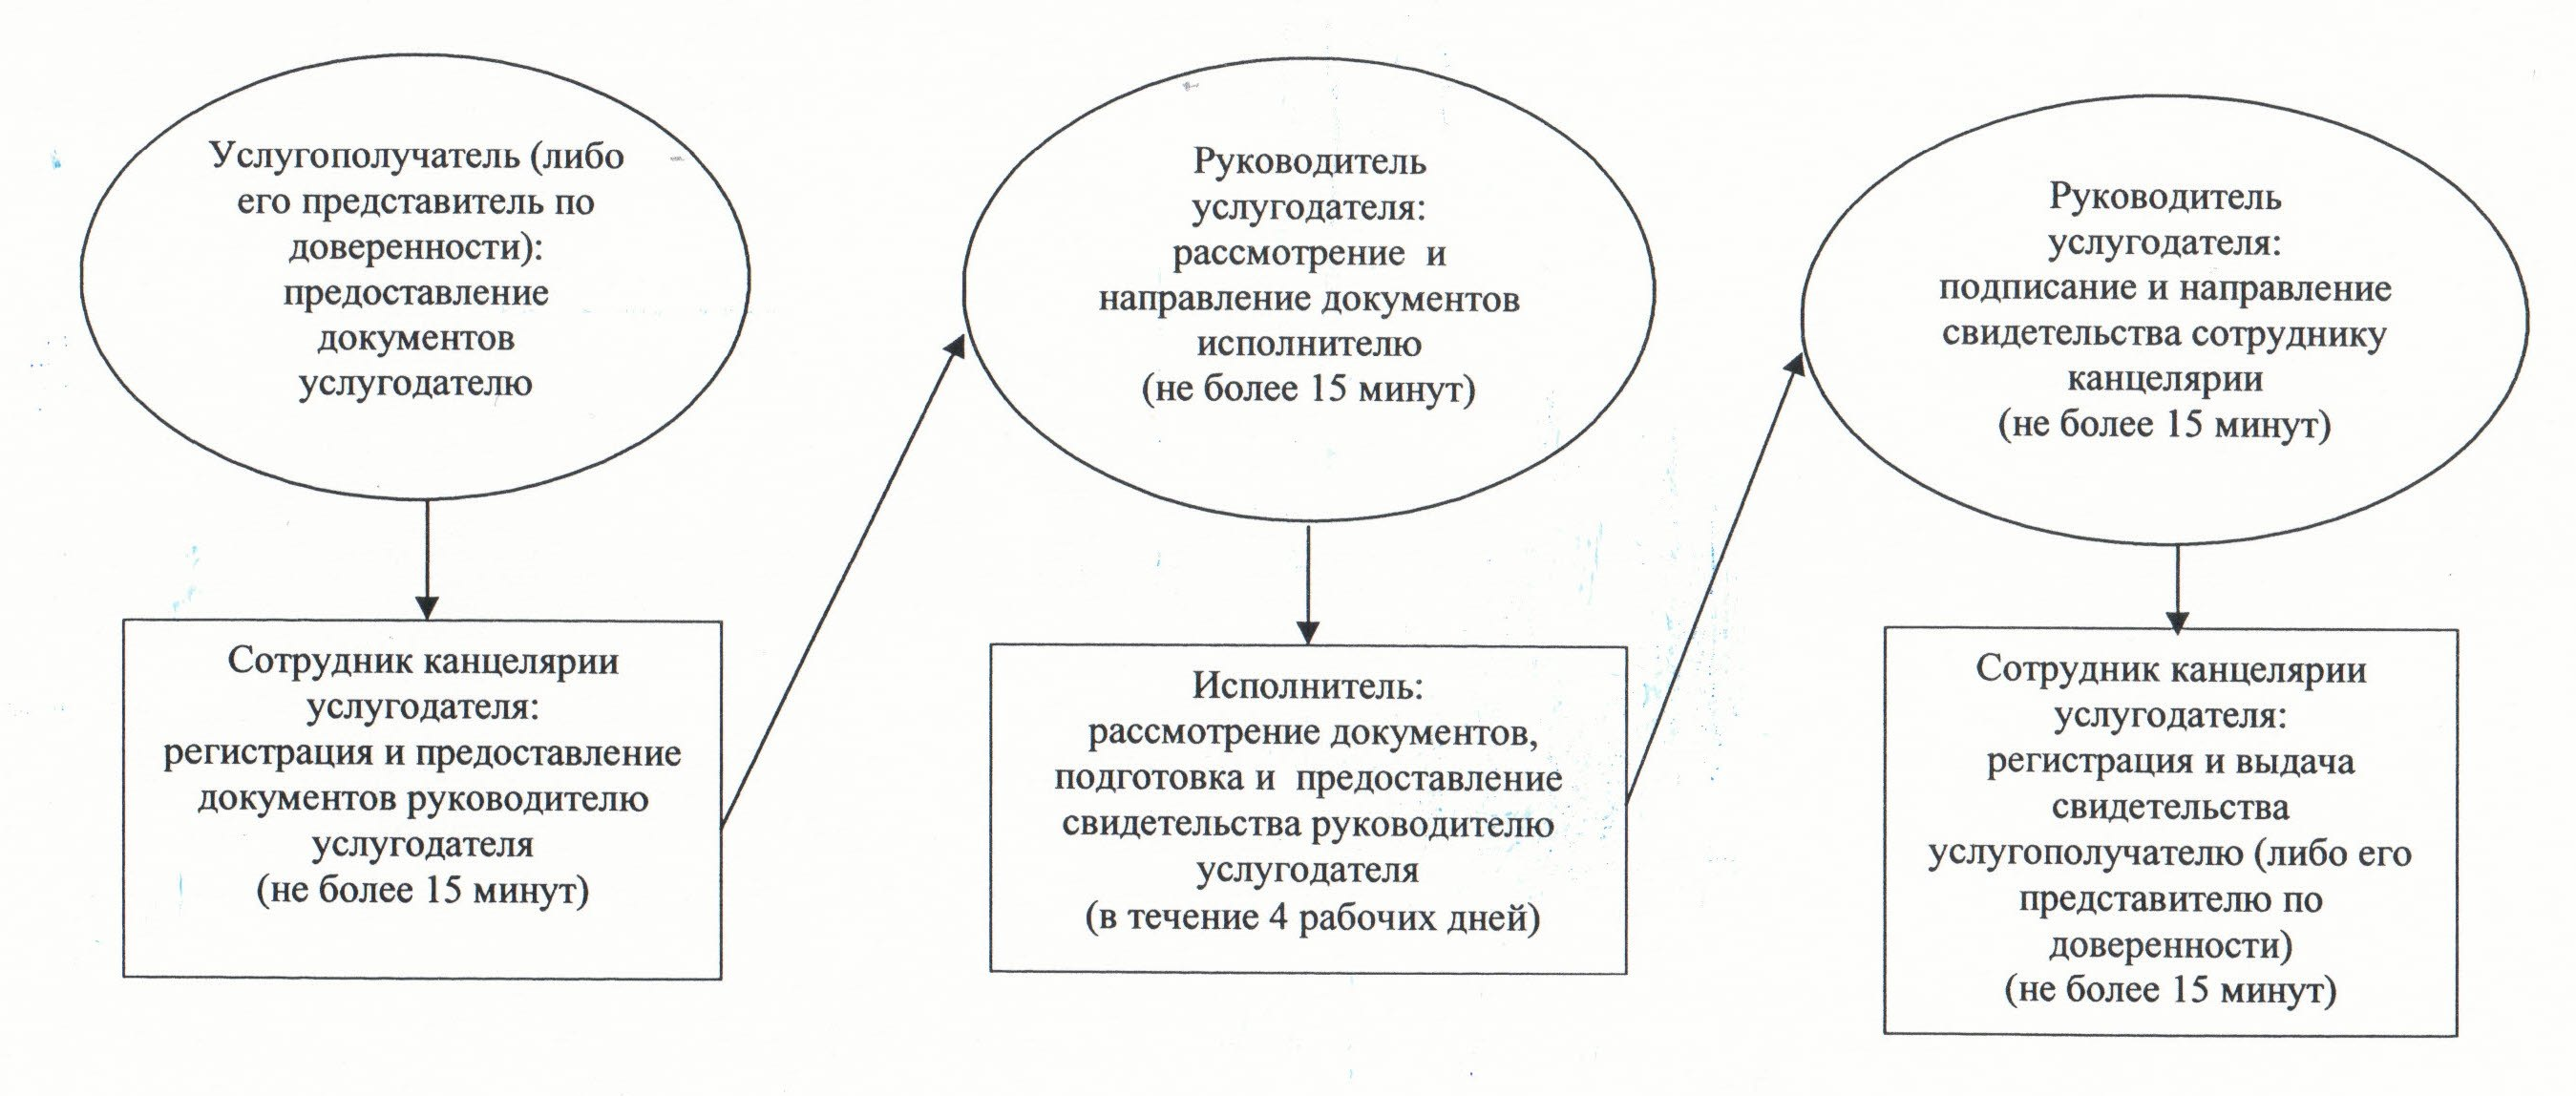 Услугополучатель (либо
его представитель по
доверенности):
предоставление
документов
услугодателю
Сотрудник канцелярии
услугодателя:
регистрация и предоставление
документов руководителю
услугодателя
(не более 15 минут)
Руководитель
услугодателя:
рассмотрение и
направление документов
исполнителю
(не более 15 минут)
Исполнитель:
рассмотрение документов,
подготовка и предоставление
свидетельства руководителю
услугодателя
(в течение 4 рабочих дней)
Руководитель
услугодателя:
подписание и направление
свидетельства сотруднику
канцелярии
(не более 15 минут)
Сотрудник канцелярии
услугодателя:
регистрация и выдача
свидетельства
услугополучателю (либо его
представителю по
доверенности)
(не более 15 минут)